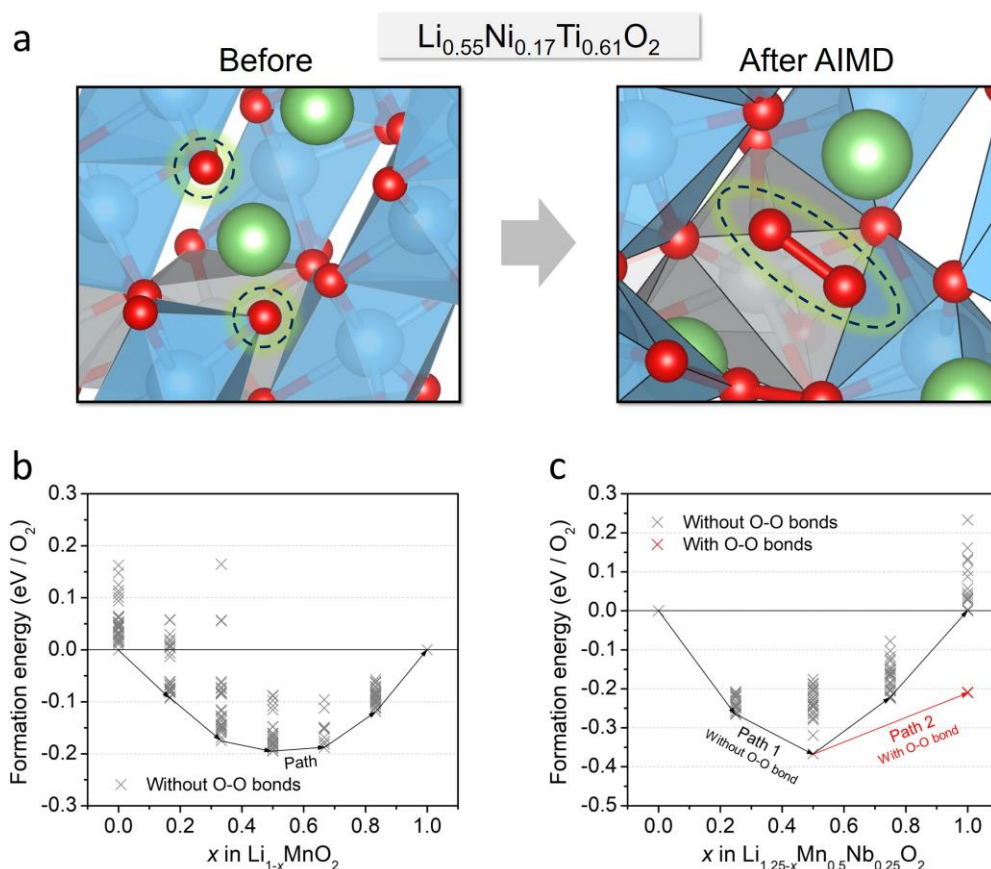 a
Li0.55Ni0.17Ti0.61O2
Before
After AIMD
b
Formation energy (eV / O2)
0.3
0.2
0.1
0.0
-0.1
-0.2
-0.3
Path
Without O-O bonds
0.0 0.2 0.4 0.6 0.8 1.0
x in Li1-xMnO2
c
Formation energy (eV / O2)
0.3
0.2
0.1
0.0
-0.1
-0.2
-0.3
-0.4
-0.5
Without O-O bonds
With O-O bonds
Path 1
Without O-O bond
Path 2
With O-O bond
0.0 0.2 0.4 0.6 0.8 1.0
x in Li1.25-xMn0.5Nb0.25O2